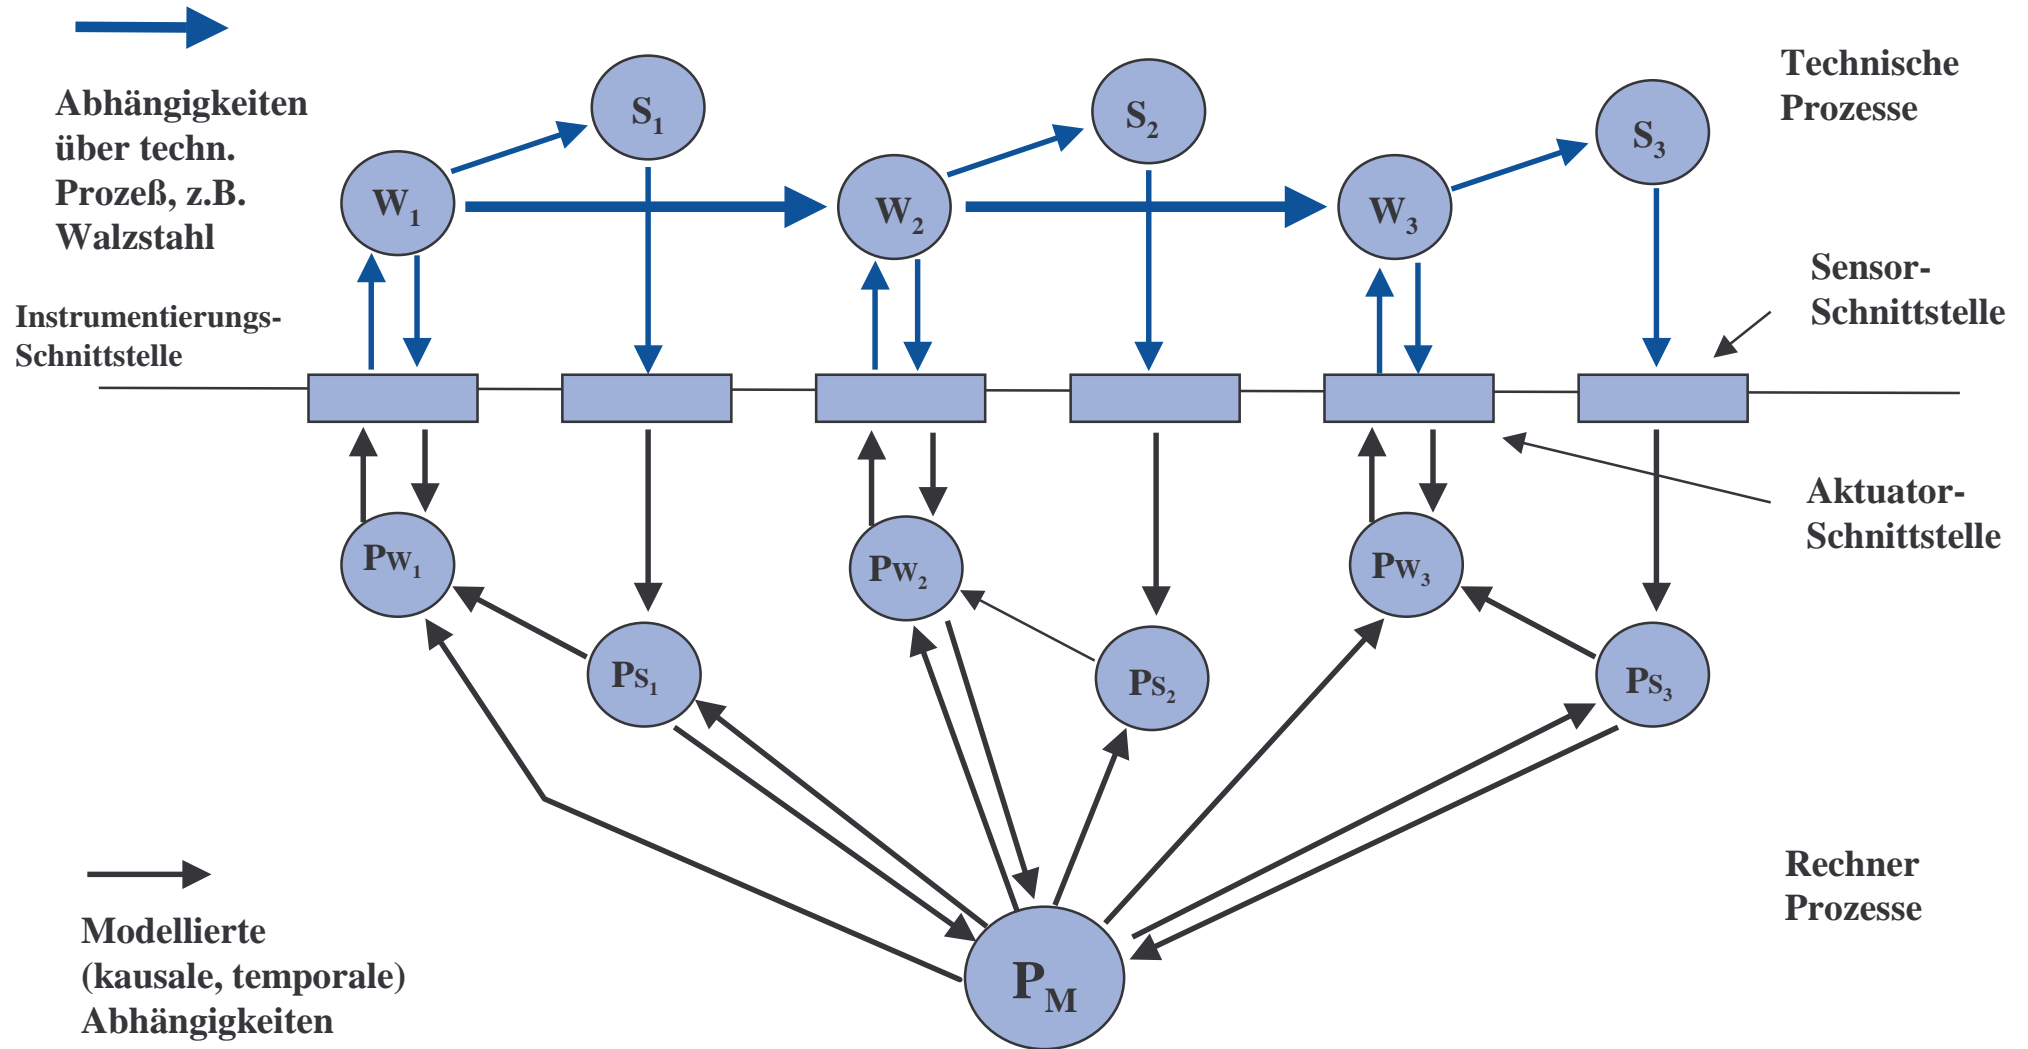 Abhängigkeiten
über techn.
Prozeß, z.B.
Walzstahl
S₁
S₂
S₃
Technische
Prozesse
W₁
W₂
W₃
Sensor-
Schnittstelle
Instrumentierungs-
Schnittstelle
Aktuator-
Schnittstelle
PW₁
PW₂
PW₃
PS₁
PS₂
PS₃
Rechner
Prozesse
Modellierte
(kausale, temporale)
Abhängigkeiten
P_M